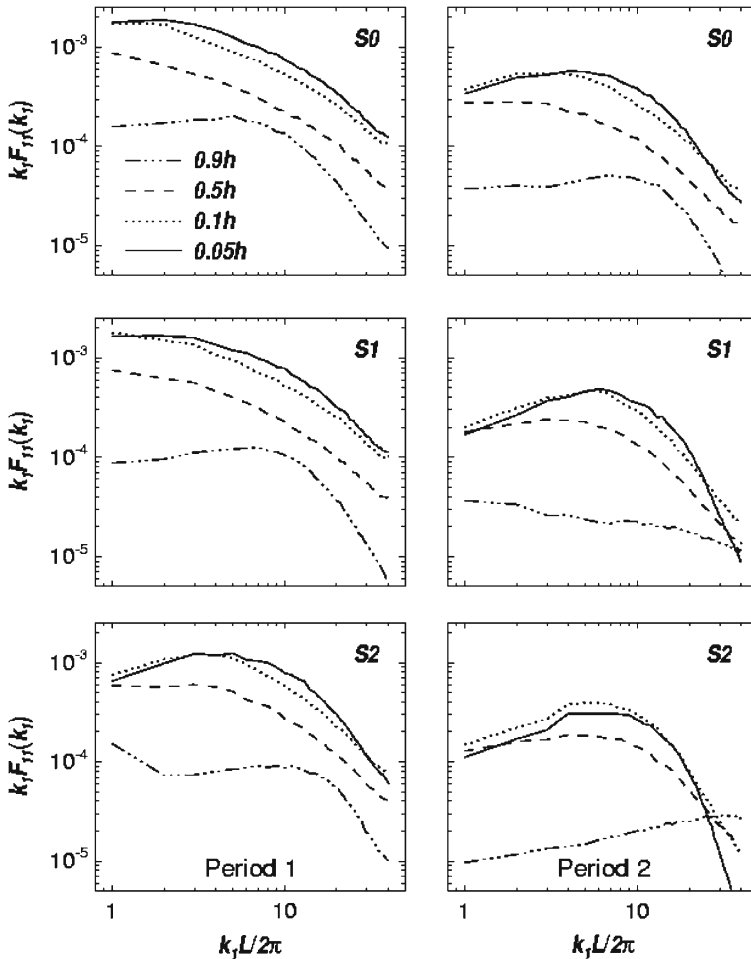 S0
S0
10⁻³
10⁻⁴
10⁻⁵
k₁F₁₁(k₁)
0.9h
0.5h
0.1h
0.05h
S1
S1
10⁻³
10⁻⁴
10⁻⁵
k₁F₁₁(k₁)
S2
S2
10⁻³
10⁻⁴
10⁻⁵
k₁F₁₁(k₁)
Period 1
Period 2
1
10
1
10
k₁L/2π
k₁L/2π